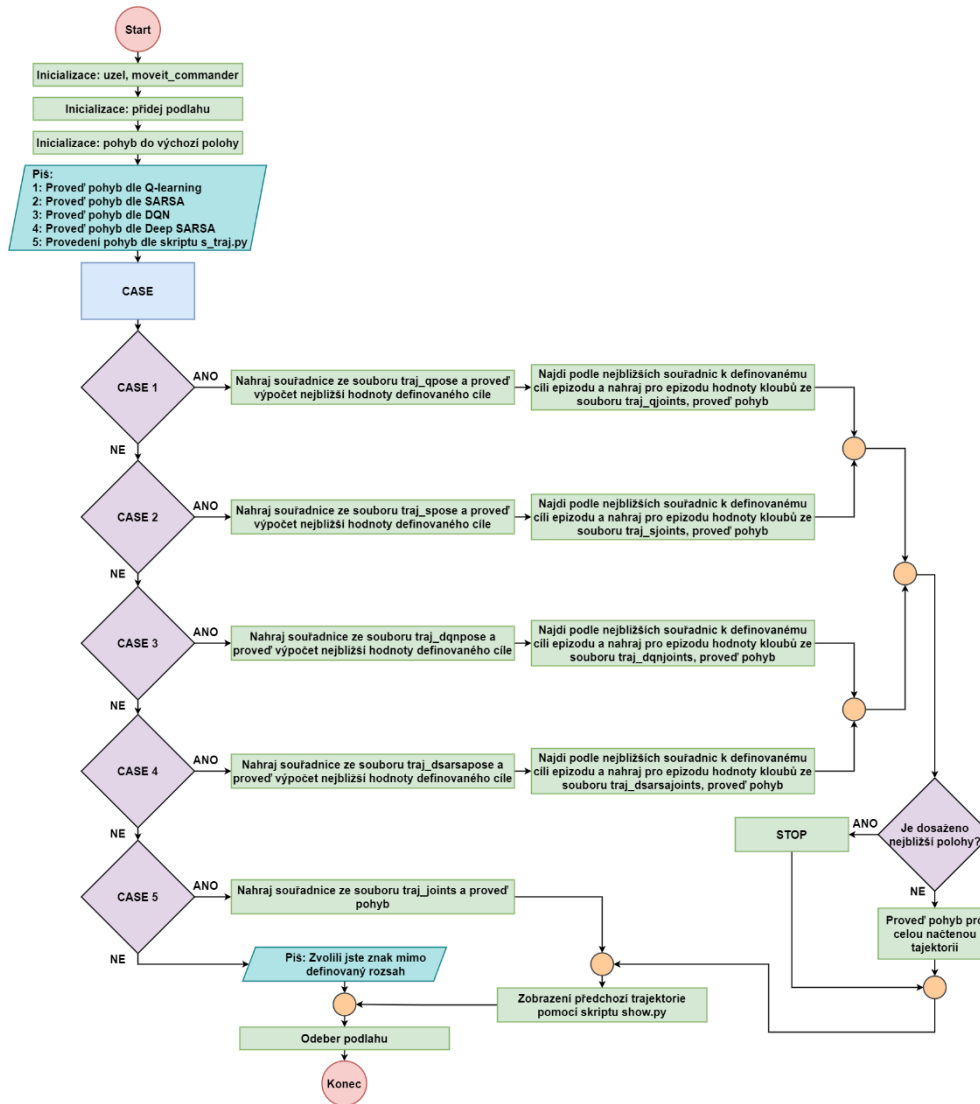 Start
Inicializace: uzel, moveit_commander
Inicializace: přidej podlahu
Inicializace: pohyb do výchozí polohy
Piš:
1: Proveď pohyb dle Q-learning
2: Proveď pohyb dle SARSA
3: Proveď pohyb dle DQN
4: Proveď pohyb dle Deep SARSA
5: Provedení pohyb dle skriptu s_traj.py
CASE
CASE 1
ANO
Nahraj souřadnice ze souboru traj_qpose a proveď
výpočet nejbližší hodnoty definovaného cíle
Najdi podle nejbližších souřadnic k definovanému
cíli epizodu a nahraj pro epizodu hodnoty kloubů ze
souboru traj_qjoints, proveď pohyb
NE
CASE 2
ANO
Nahraj souřadnice ze souboru traj_spose a proveď
výpočet nejbližší hodnoty definovaného cíle
Najdi podle nejbližších souřadnic k definovanému
cíli epizodu a nahraj pro epizodu hodnoty kloubů ze
souboru traj_sjoints, proveď pohyb
NE
CASE 3
ANO
Nahraj souřadnice ze souboru traj_dqnpose a
proveď výpočet nejbližší hodnoty definovaného cíle
Najdi podle nejbližších souřadnic k definovanému
cíli epizodu a nahraj pro epizodu hodnoty kloubů ze
souboru traj_dqnjoints, proveď pohyb
NE
CASE 4
ANO
Nahraj souřadnice ze souboru traj_dsarsapose a
proveď výpočet nejbližší hodnoty definovaného cíle
Najdi podle nejbližších souřadnic k definovanému
cíli epizodu a nahraj pro epizodu hodnoty kloubů ze
souboru traj_dsarsajoints, proveď pohyb
NE
Je dosaženo
nejbližší polohy?
ANO
STOP
NE
Proveď pohyb pro
celou načtenou
tajektorii
CASE 5
ANO
Nahraj souřadnice ze souboru traj_joints a proveď
pohyb
NE
Piš: Zvolili jste znak mimo
definovaný rozsah
Zobrazení předchozí trajektorie
pomocí skriptu show.py
Odeber podlahu
Konec